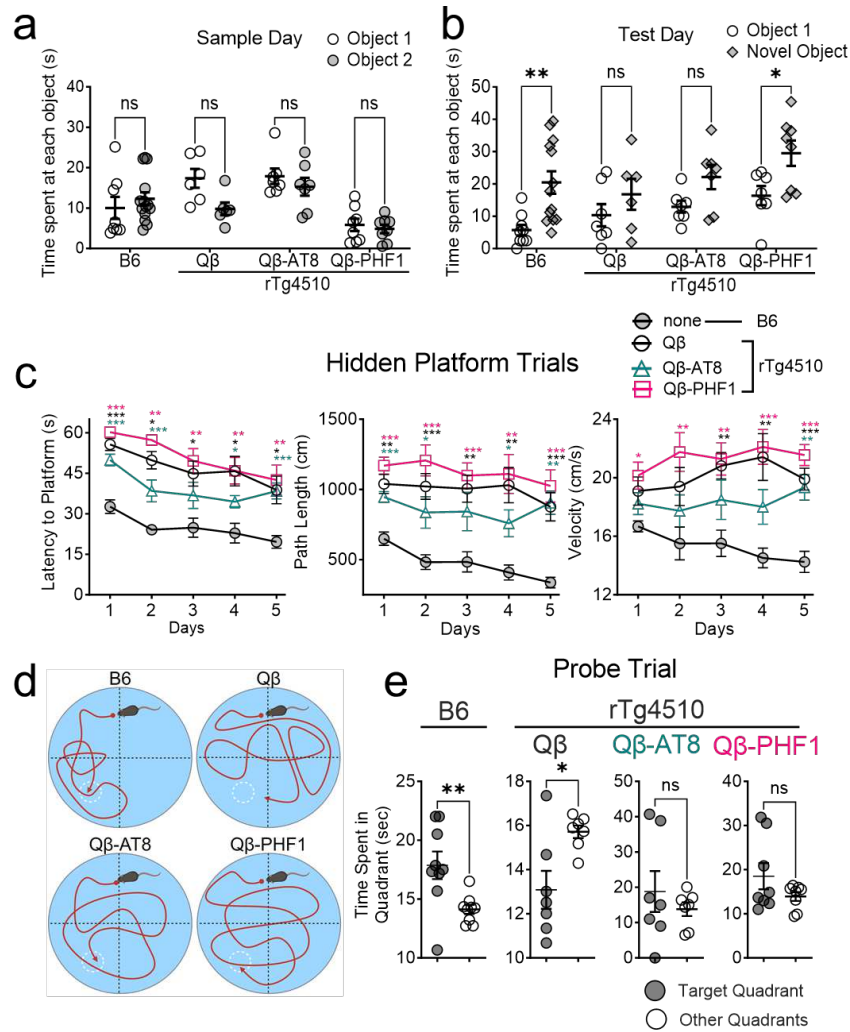 a
Sample Day
Object 1
Object 2
Time spent at each object (s)
40
30
20
10
0
ns
ns
ns
ns
B6
Qβ
Qβ-AT8
Qβ-PHF1
rTg4510
b
Test Day
Object 1
Novel Object
Time spent at each object (s)
50
40
30
20
10
0
**
ns
ns
*
B6
Qβ
Qβ-AT8
Qβ-PHF1
rTg4510
none
B6
Qβ
Qβ-AT8
Qβ-PHF1
rTg4510
c
Hidden Platform Trials
Latency to Platform (s)
60
45
30
15
0
***
***
***
**
*
***
**
*
**
*
*
**
*
***
1
2
3
4
5
Days
Path Length (cm)
1500
1000
500
***
**
***
***
***
*
***
**
***
**
*
***
***
**
1
2
3
4
5
Days
Velocity (cm/s)
24
20
16
12
*
**
**
**
***
**
***
***
**
1
2
3
4
5
Days
d
B6
Qβ
Qβ-AT8
Qβ-PHF1
e
Probe Trial
B6
rTg4510
Qβ
Qβ-AT8
Qβ-PHF1
Time Spent in
Quadrant (sec)
25
20
15
10
**
18
16
14
12
10
*
50
40
30
20
10
0
ns
40
30
20
10
0
ns
Target Quadrant
Other Quadrants